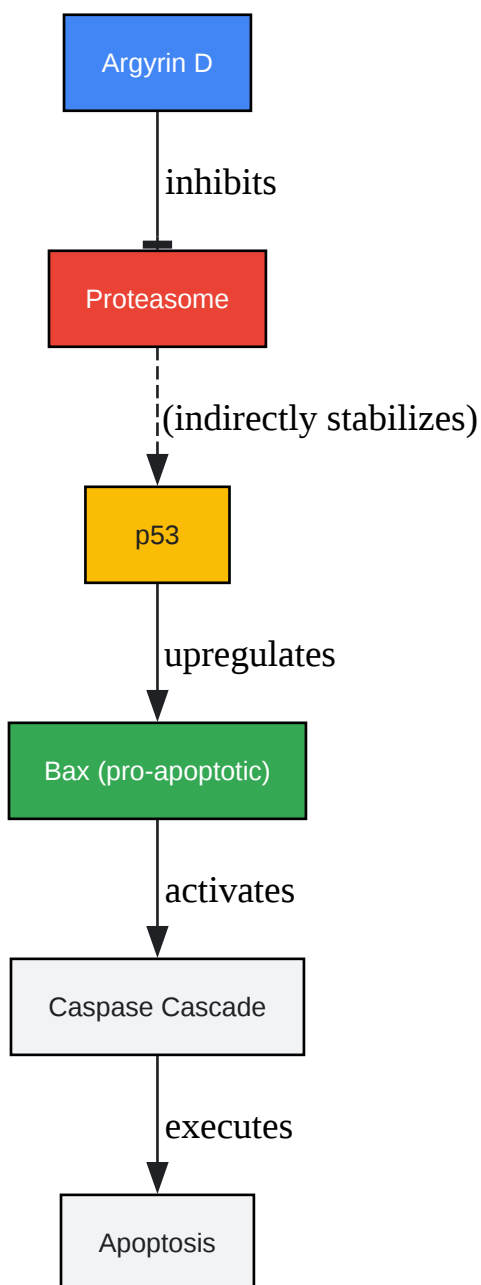 Argyrin D
inhibits
Proteasome
(indirectly stabilizes)
p53
upregulates
Bax (pro-apoptotic)
activates
Caspase Cascade
executes
Apoptosis